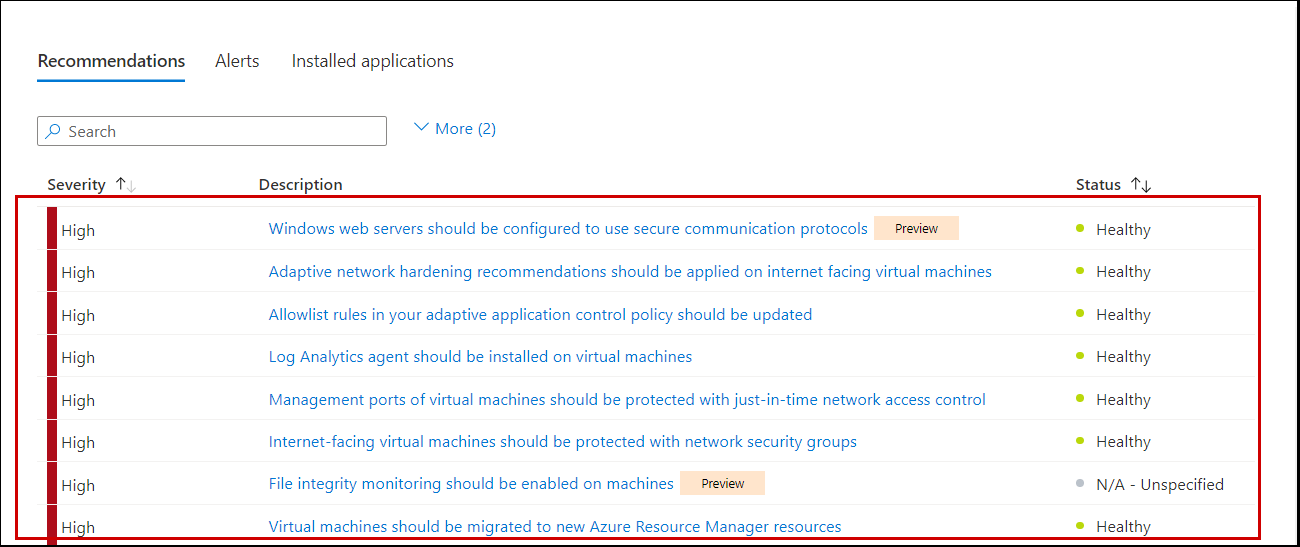 Recommendations Alerts Installed applications
Search More (2)
Severity Description Status
High Windows web servers should be configured to use secure communication protocols Preview Healthy
High Adaptive network hardening recommendations should be applied on internet facing virtual machines Healthy
High Allowlist rules in your adaptive application control policy should be updated Healthy
High Log Analytics agent should be installed on virtual machines Healthy
High Management ports of virtual machines should be protected with just-in-time network access control Healthy
High Internet-facing virtual machines should be protected with network security groups Healthy
High File integrity monitoring should be enabled on machines Preview N/A - Unspecified
High Virtual machines should be migrated to new Azure Resource Manager resources Healthy